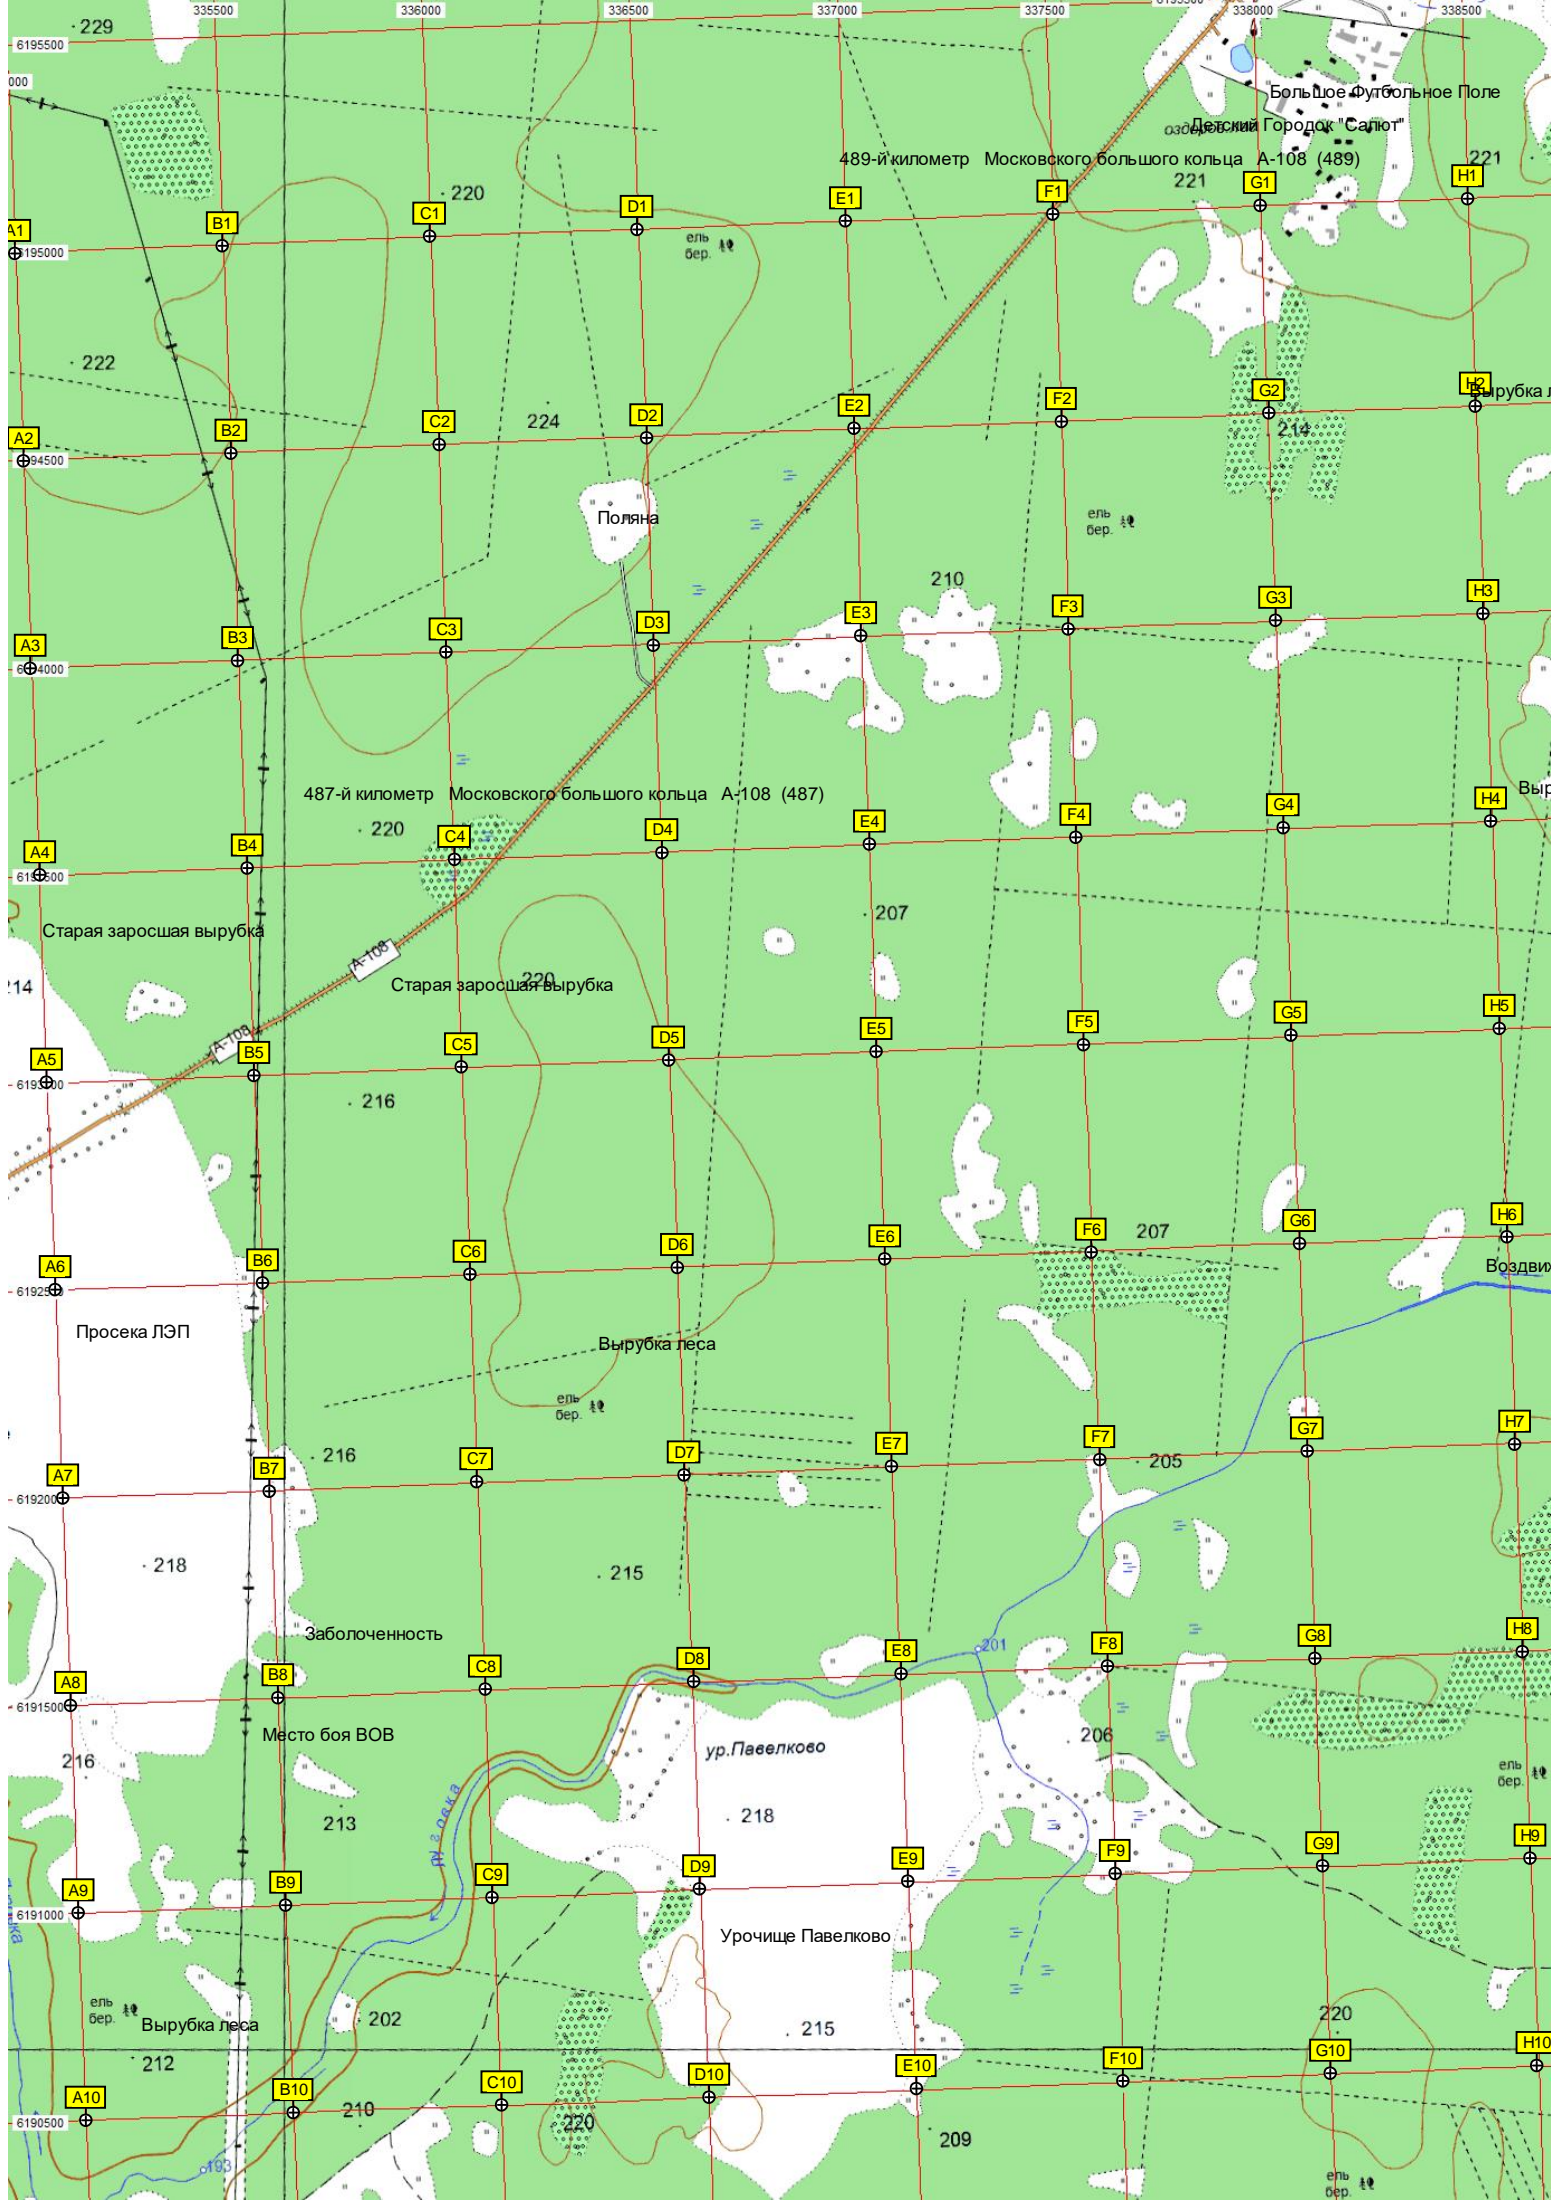 335500 336000 336500 337000 337500 338000 338500
229
6195500
000
Большое Футбольное Поле
Детский Городок "Салют"
489-й километр Московского большого кольца А-108 (489)
221
220
221
A1 B1 C1 D1 E1 F1 G1 H1
6195000
ель
бер.
222
224
A2 B2 C2 D2 E2 F2 G2 H2
Вырубка л
94500
214
Поляна
ель
бер.
210
A3 B3 C3 D3 E3 F3 G3 H3
4000
487-й километр Московского большого кольца А-108 (487)
Выр
220
A4 B4 C4 D4 E4 F4 G4 H4
207
Старая заросшая вырубка
А-108
214
220
Старая заросшая вырубка
А-108
A5 B5 C5 D5 E5 F5 G5 H5
216
207
A6 B6 C6 D6 E6 F6 G6 H6
Воздвиж
Просека ЛЭП
Вырубка леса
ель
бер.
216
205
A7 B7 C7 D7 E7 F7 G7 H7
619200
218
215
Заболоченность
201
A8 B8 C8 D8 E8 F8 G8 H8
6191500
Место боя ВОВ
206
ур.Павелково
216
ель
бер.
213
218
A9 B9 C9 D9 E9 F9 G9 H9
6191000
Урочище Павелково
ель
бер.
202
220
Вырубка леса
215
212
A10 B10 C10 D10 E10 F10 G10 H10
6190500
210
220
209
193
ель
бер.